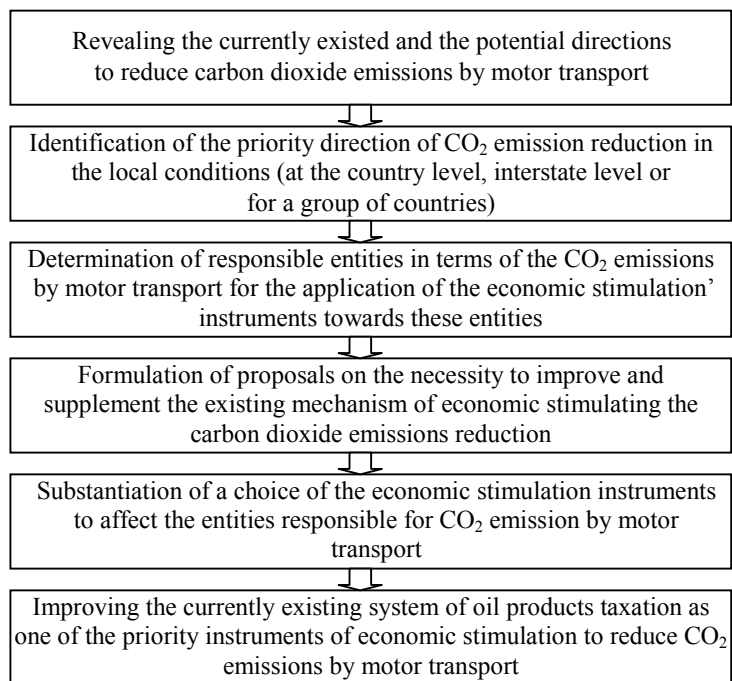 Revealing the currently existed and the potential directions
to reduce carbon dioxide emissions by motor transport
Identification of the priority direction of CO₂ emission reduction in
the local conditions (at the country level, interstate level or
for a group of countries)
Determination of responsible entities in terms of the CO₂ emissions
by motor transport for the application of the economic stimulation’
instruments towards these entities
Formulation of proposals on the necessity to improve and
supplement the existing mechanism of economic stimulating the
carbon dioxide emissions reduction
Substantiation of a choice of the economic stimulation instruments
to affect the entities responsible for CO₂ emission by motor
transport
Improving the currently existing system of oil products taxation as
one of the priority instruments of economic stimulation to reduce CO₂
emissions by motor transport